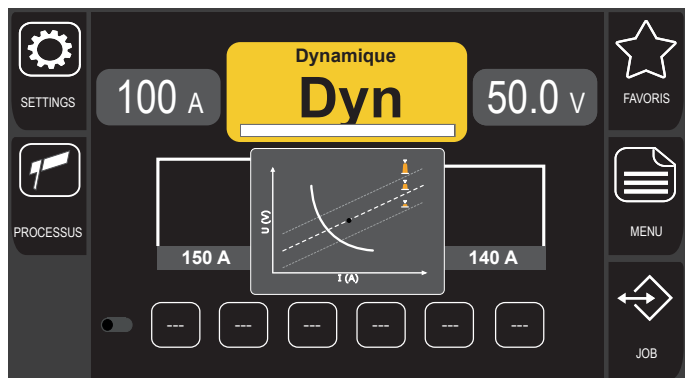 SETTINGS
PROCESSUS
100 A
Dynamique
Dyn
50.0 V
U (V)
I (A)
150 A
140 A
---
---
---
---
---
---
FAVORIS
MENU
JOB